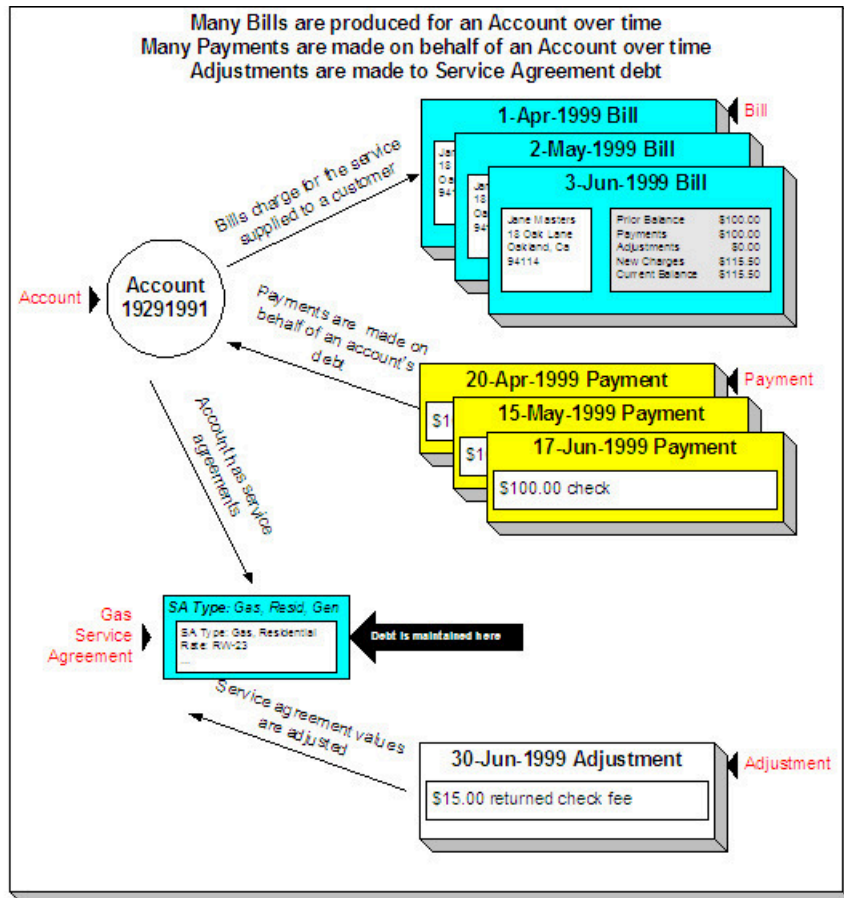 Many Bills are produced for an Account over time
Many Payments are made on behalf of an Account over time
Adjustments are made to Service Agreement debt
1-Apr-1999 Bill
Bill
2-May-1999 Bill
3-Jun-1999 Bill
Jane Masters
18 Oak Lane
Oakland, Ca
94114
Prior Balance $100.00
Payments $100.00
Adjustments $0.00
New Charges $115.50
Current Balance $115.50
Bills charge for the service
supplied to a customer
Account
Account
19291991
Payments are made on
behalf of an account's
debt
20-Apr-1999 Payment
Payment
15-May-1999 Payment
17-Jun-1999 Payment
$100.00 check
Account has service
agreements
Gas
Service
Agreement
SA Type: Gas, Resid, Gen
SA Type: Gas, Residential
Rate: RW-23
...
Debt is maintained here
Service agreement values
are adjusted
30-Jun-1999 Adjustment
Adjustment
$15.00 returned check fee